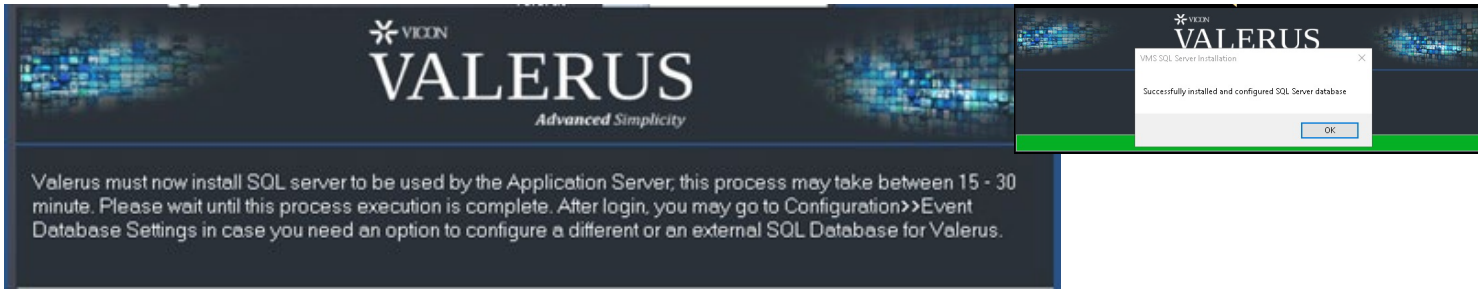 VICON
VALERUS
Advanced Simplicity
Valerus must now install SQL server to be used by the Application Server; this process may take between 15 - 30
minute. Please wait until this process execution is complete. After login, you may go to Configuration>>Event
Database Settings in case you need an option to configure a different or an external SQL Database for Valerus.
VICON
VALERUS
VMS SQL Server Installation
Successfully installed and configured SQL Server database
OK